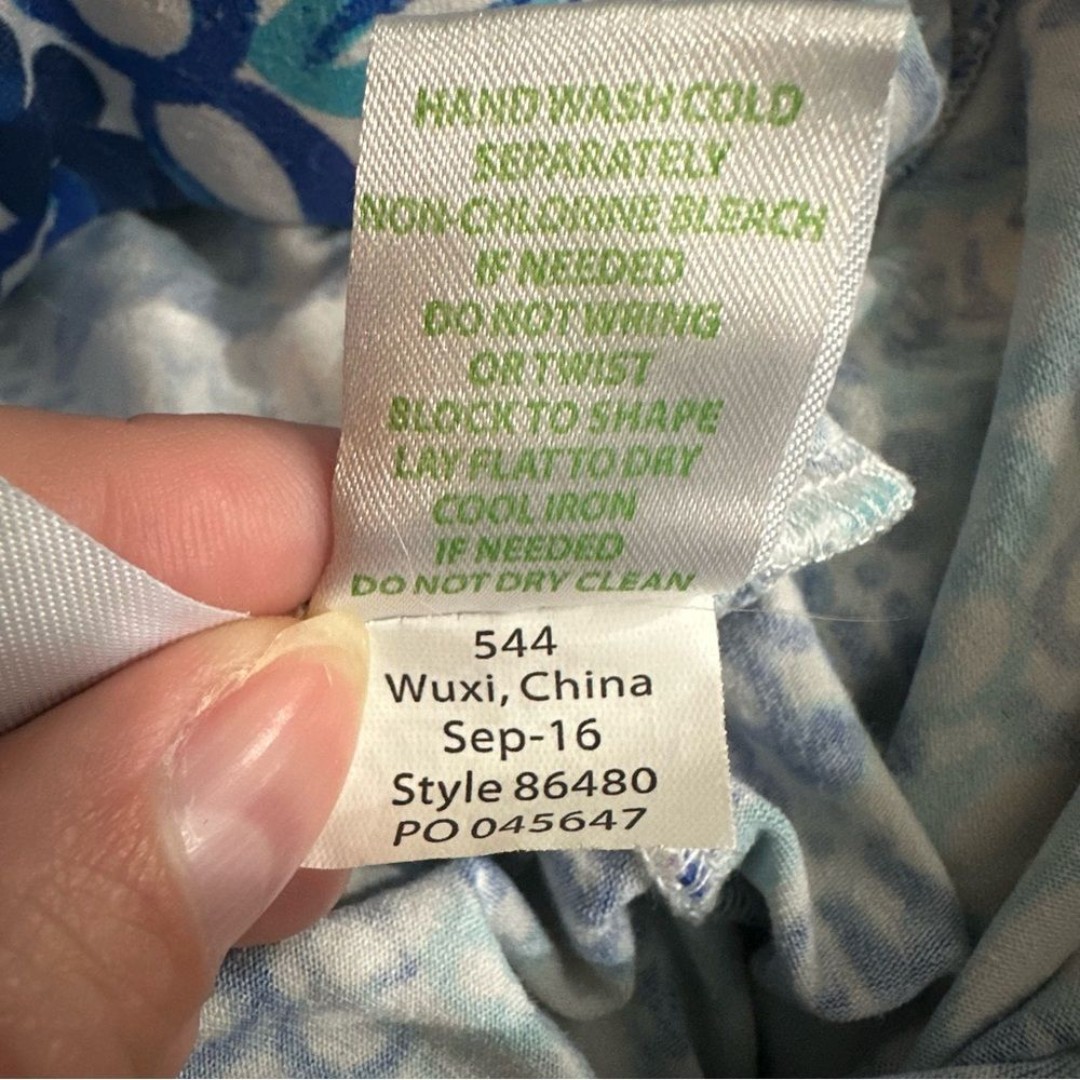 HAND WASH COLD
SEPARATELY
NON-CHLORINE BLEACH
IF NEEDED
DO NOT WRING
OR TWIST
BLOCK TO SHAPE
LAY FLAT TO DRY
COOL IRON
IF NEEDED
DO NOT DRY CLEAN
544
Wuxi, China
Sep-16
Style 86480
PO 045647